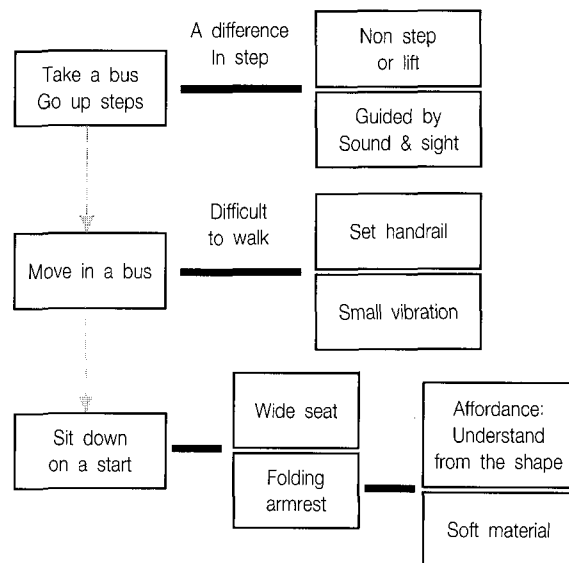 Take a bus
Go up steps
A difference
In step
Non step
or lift
Guided by
Sound & sight
Move in a bus
Difficult
to walk
Set handrail
Small vibration
Sit down
on a start
Wide seat
Folding
armrest
Affordance:
Understand
from the shape
Soft material